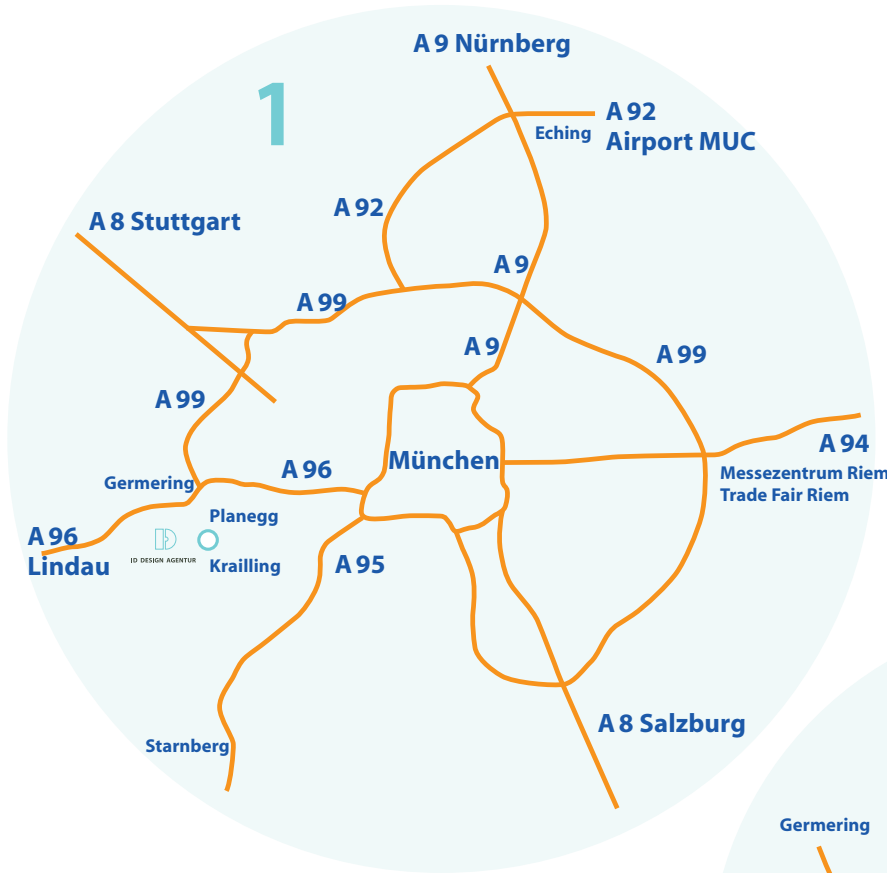 A 9 Nürnberg
1
A 92
Airport MUC
Eching
A 92
A 8 Stuttgart
A 9
A 99
A 9
A 99
A 99
A 94
Messezentrum Riem
Trade Fair Riem
München
A 96
Germering
Planegg
A 96
Lindau
ID
ID DESIGN AGENTUR
Krailling
A 95
A 8 Salzburg
Starnberg
Germering